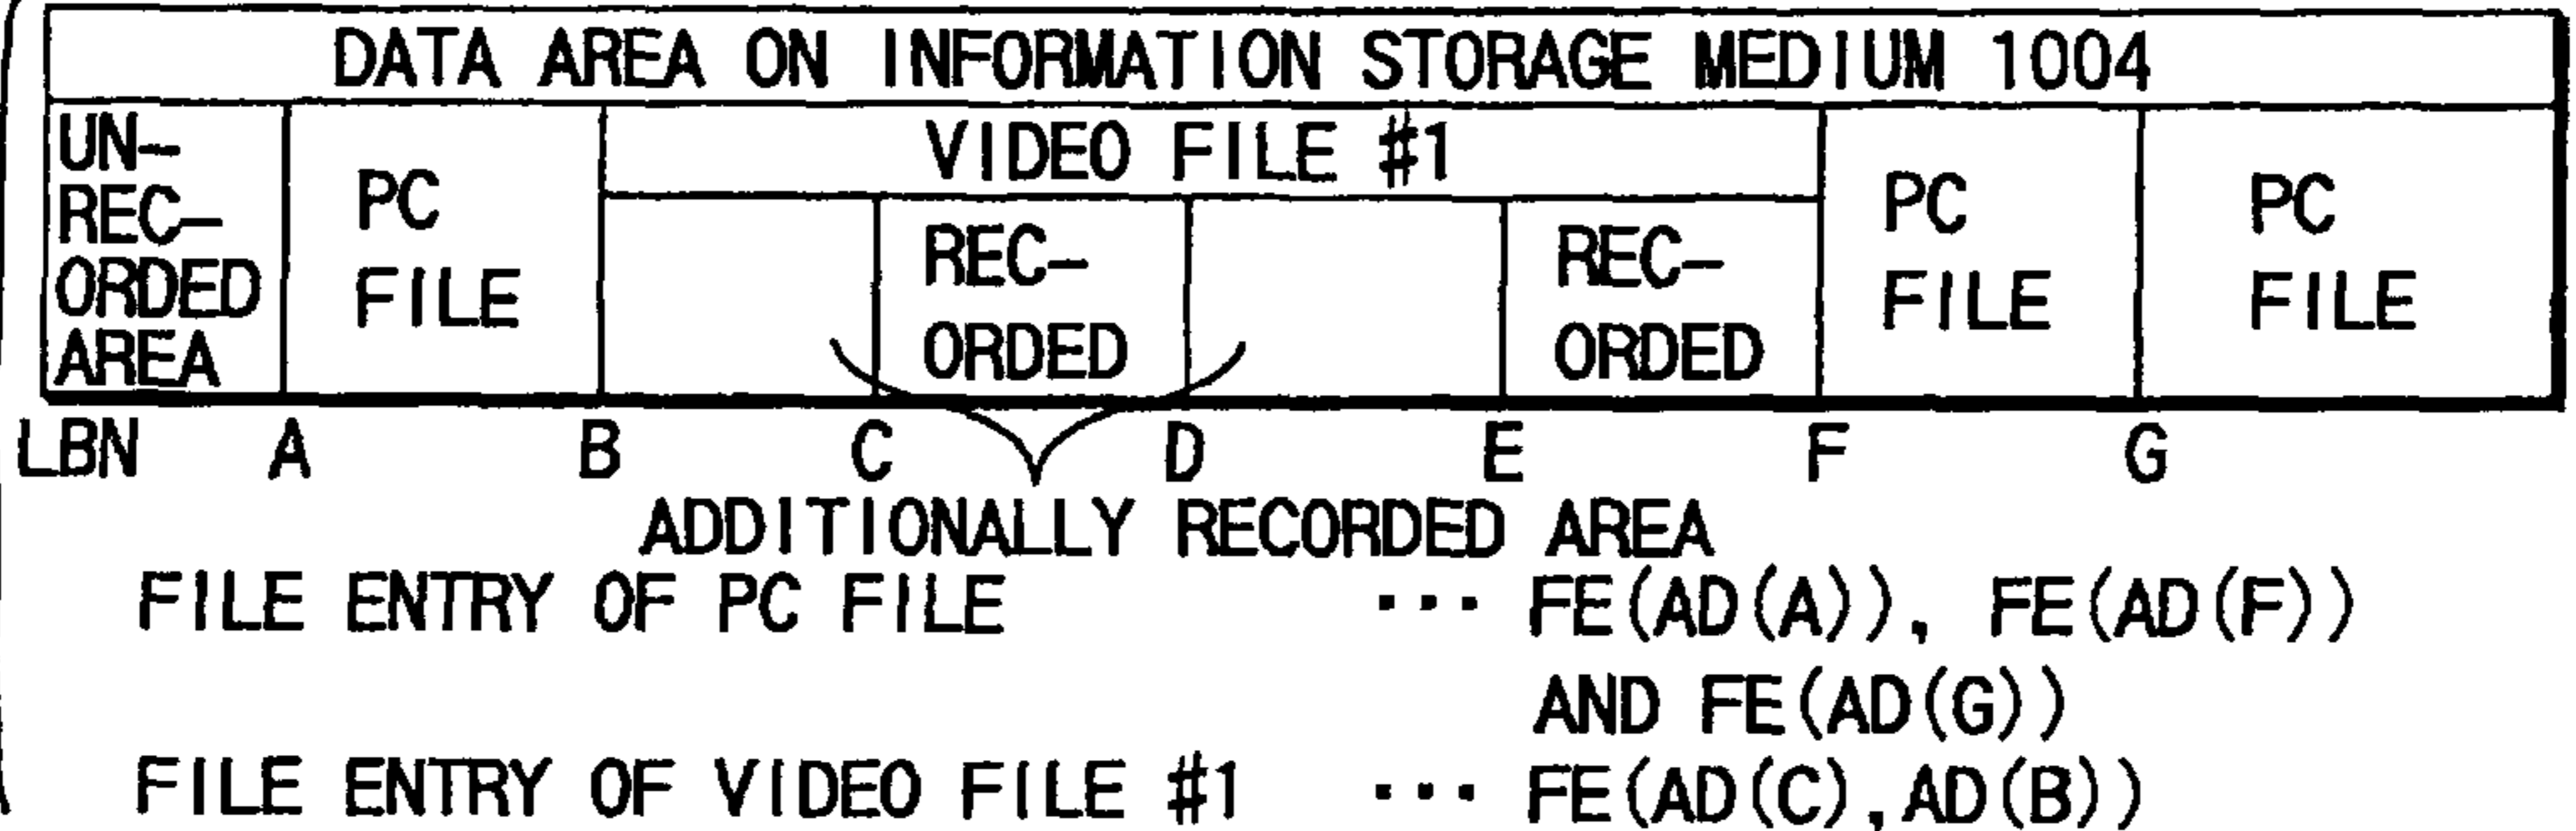 DATA AREA ON INFORMATION STORAGE MEDIUM 1004
UN-
REC-
ORDED
AREA
PC
FILE
VIDEO FILE #1
REC-
ORDED
REC-
ORDED
PC
FILE
PC
FILE
LBN A B C D E F G
ADDITIONALLY RECORDED AREA
FILE ENTRY OF PC FILE ··· FE(AD(A)), FE(AD(F))
AND FE(AD(G))
FILE ENTRY OF VIDEO FILE #1 ··· FE(AD(C),AD(B))